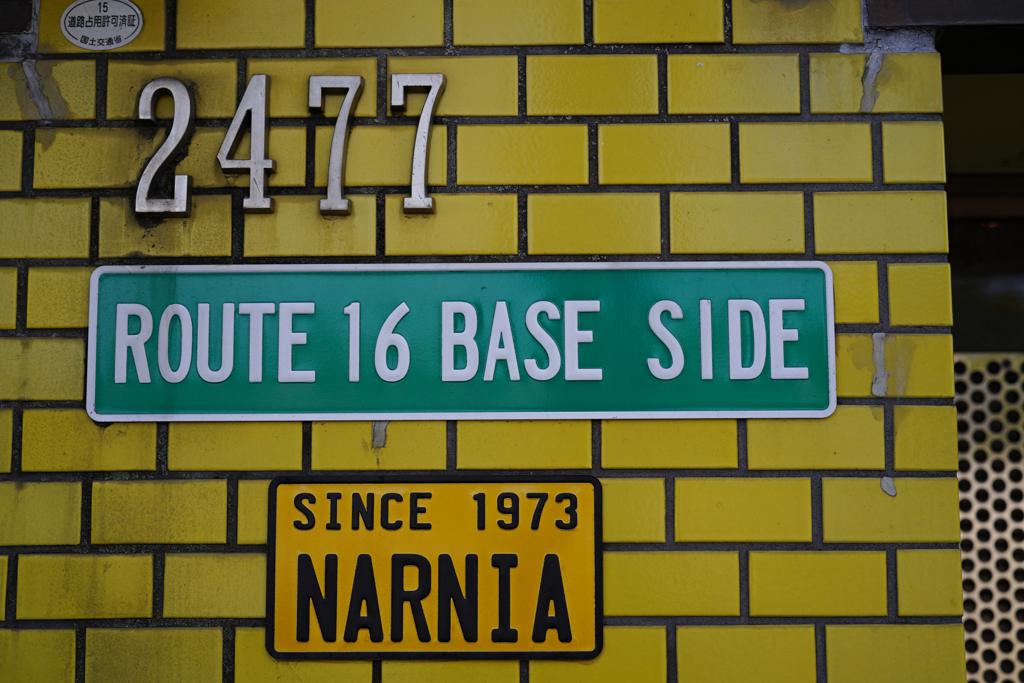 15
道路占用許可済証
国土交通省
2477
ROUTE 16 BASE SIDE
SINCE 1973
NARNIA